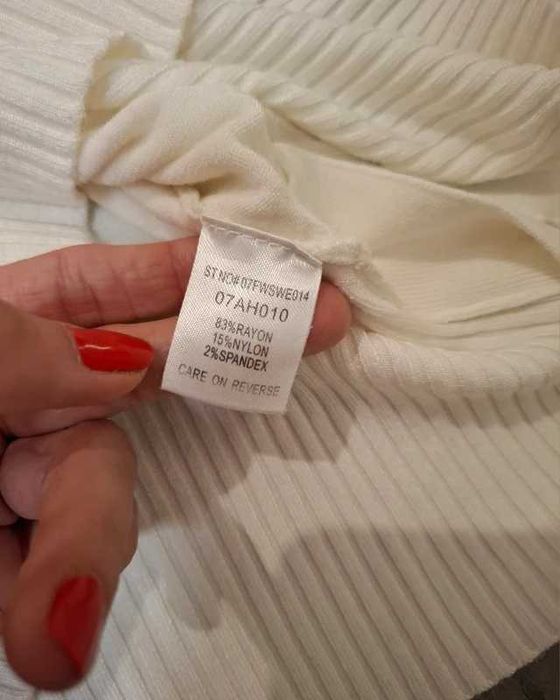 ST NO# 07FWSWE014
07AH010
83%RAYON
15%NYLON
2%SPANDEX
CARE ON REVERSE